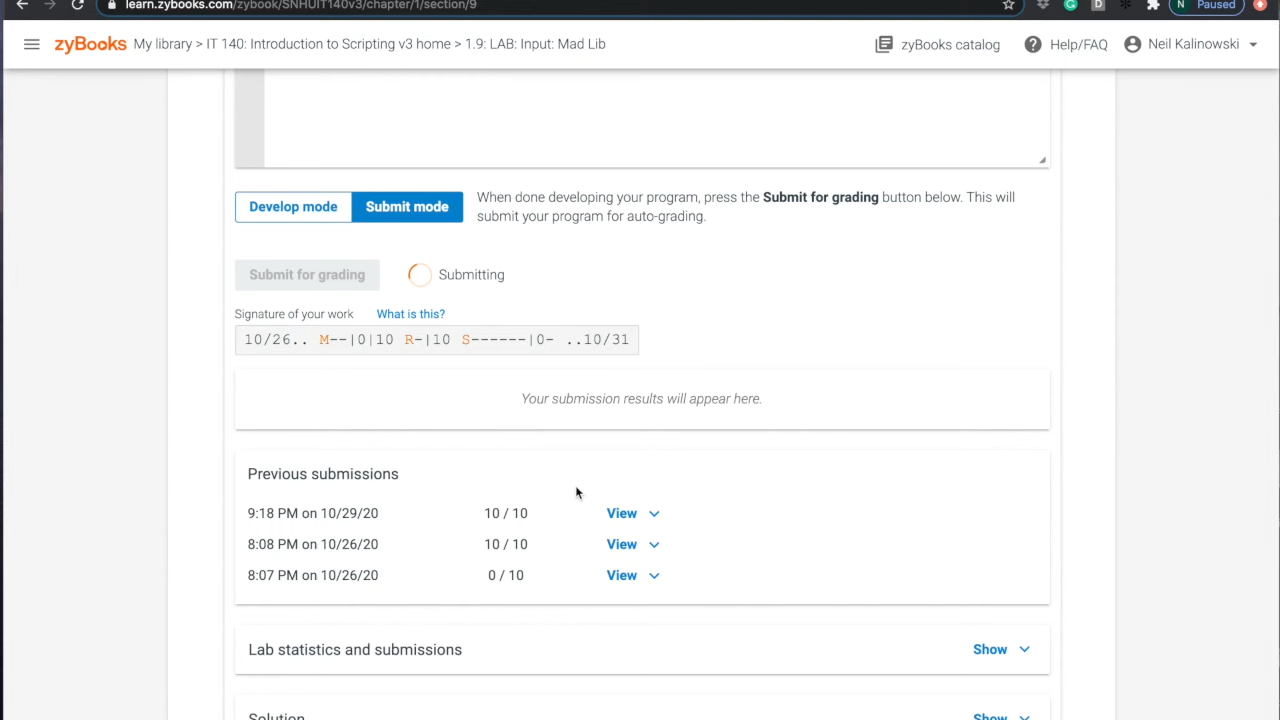 learn.zybooks.com/zybook/SNHUIT140v3/chapter/1/section/9
N Paused
zyBooks My library > IT 140: Introduction to Scripting v3 home > 1.9: LAB: Input: Mad Lib
zyBooks catalog
Help/FAQ
Neil Kalinowski
Develop mode
Submit mode
When done developing your program, press the Submit for grading button below. This will
submit your program for auto-grading.
Submit for grading
Submitting
Signature of your work What is this?
10/26.. M--|0|10 R-|10 S------|0- ..10/31
Your submission results will appear here.
Previous submissions
9:18 PM on 10/29/20 10 / 10 View
8:08 PM on 10/26/20 10 / 10 View
8:07 PM on 10/26/20 0 / 10 View
Lab statistics and submissions Show
Solution Show